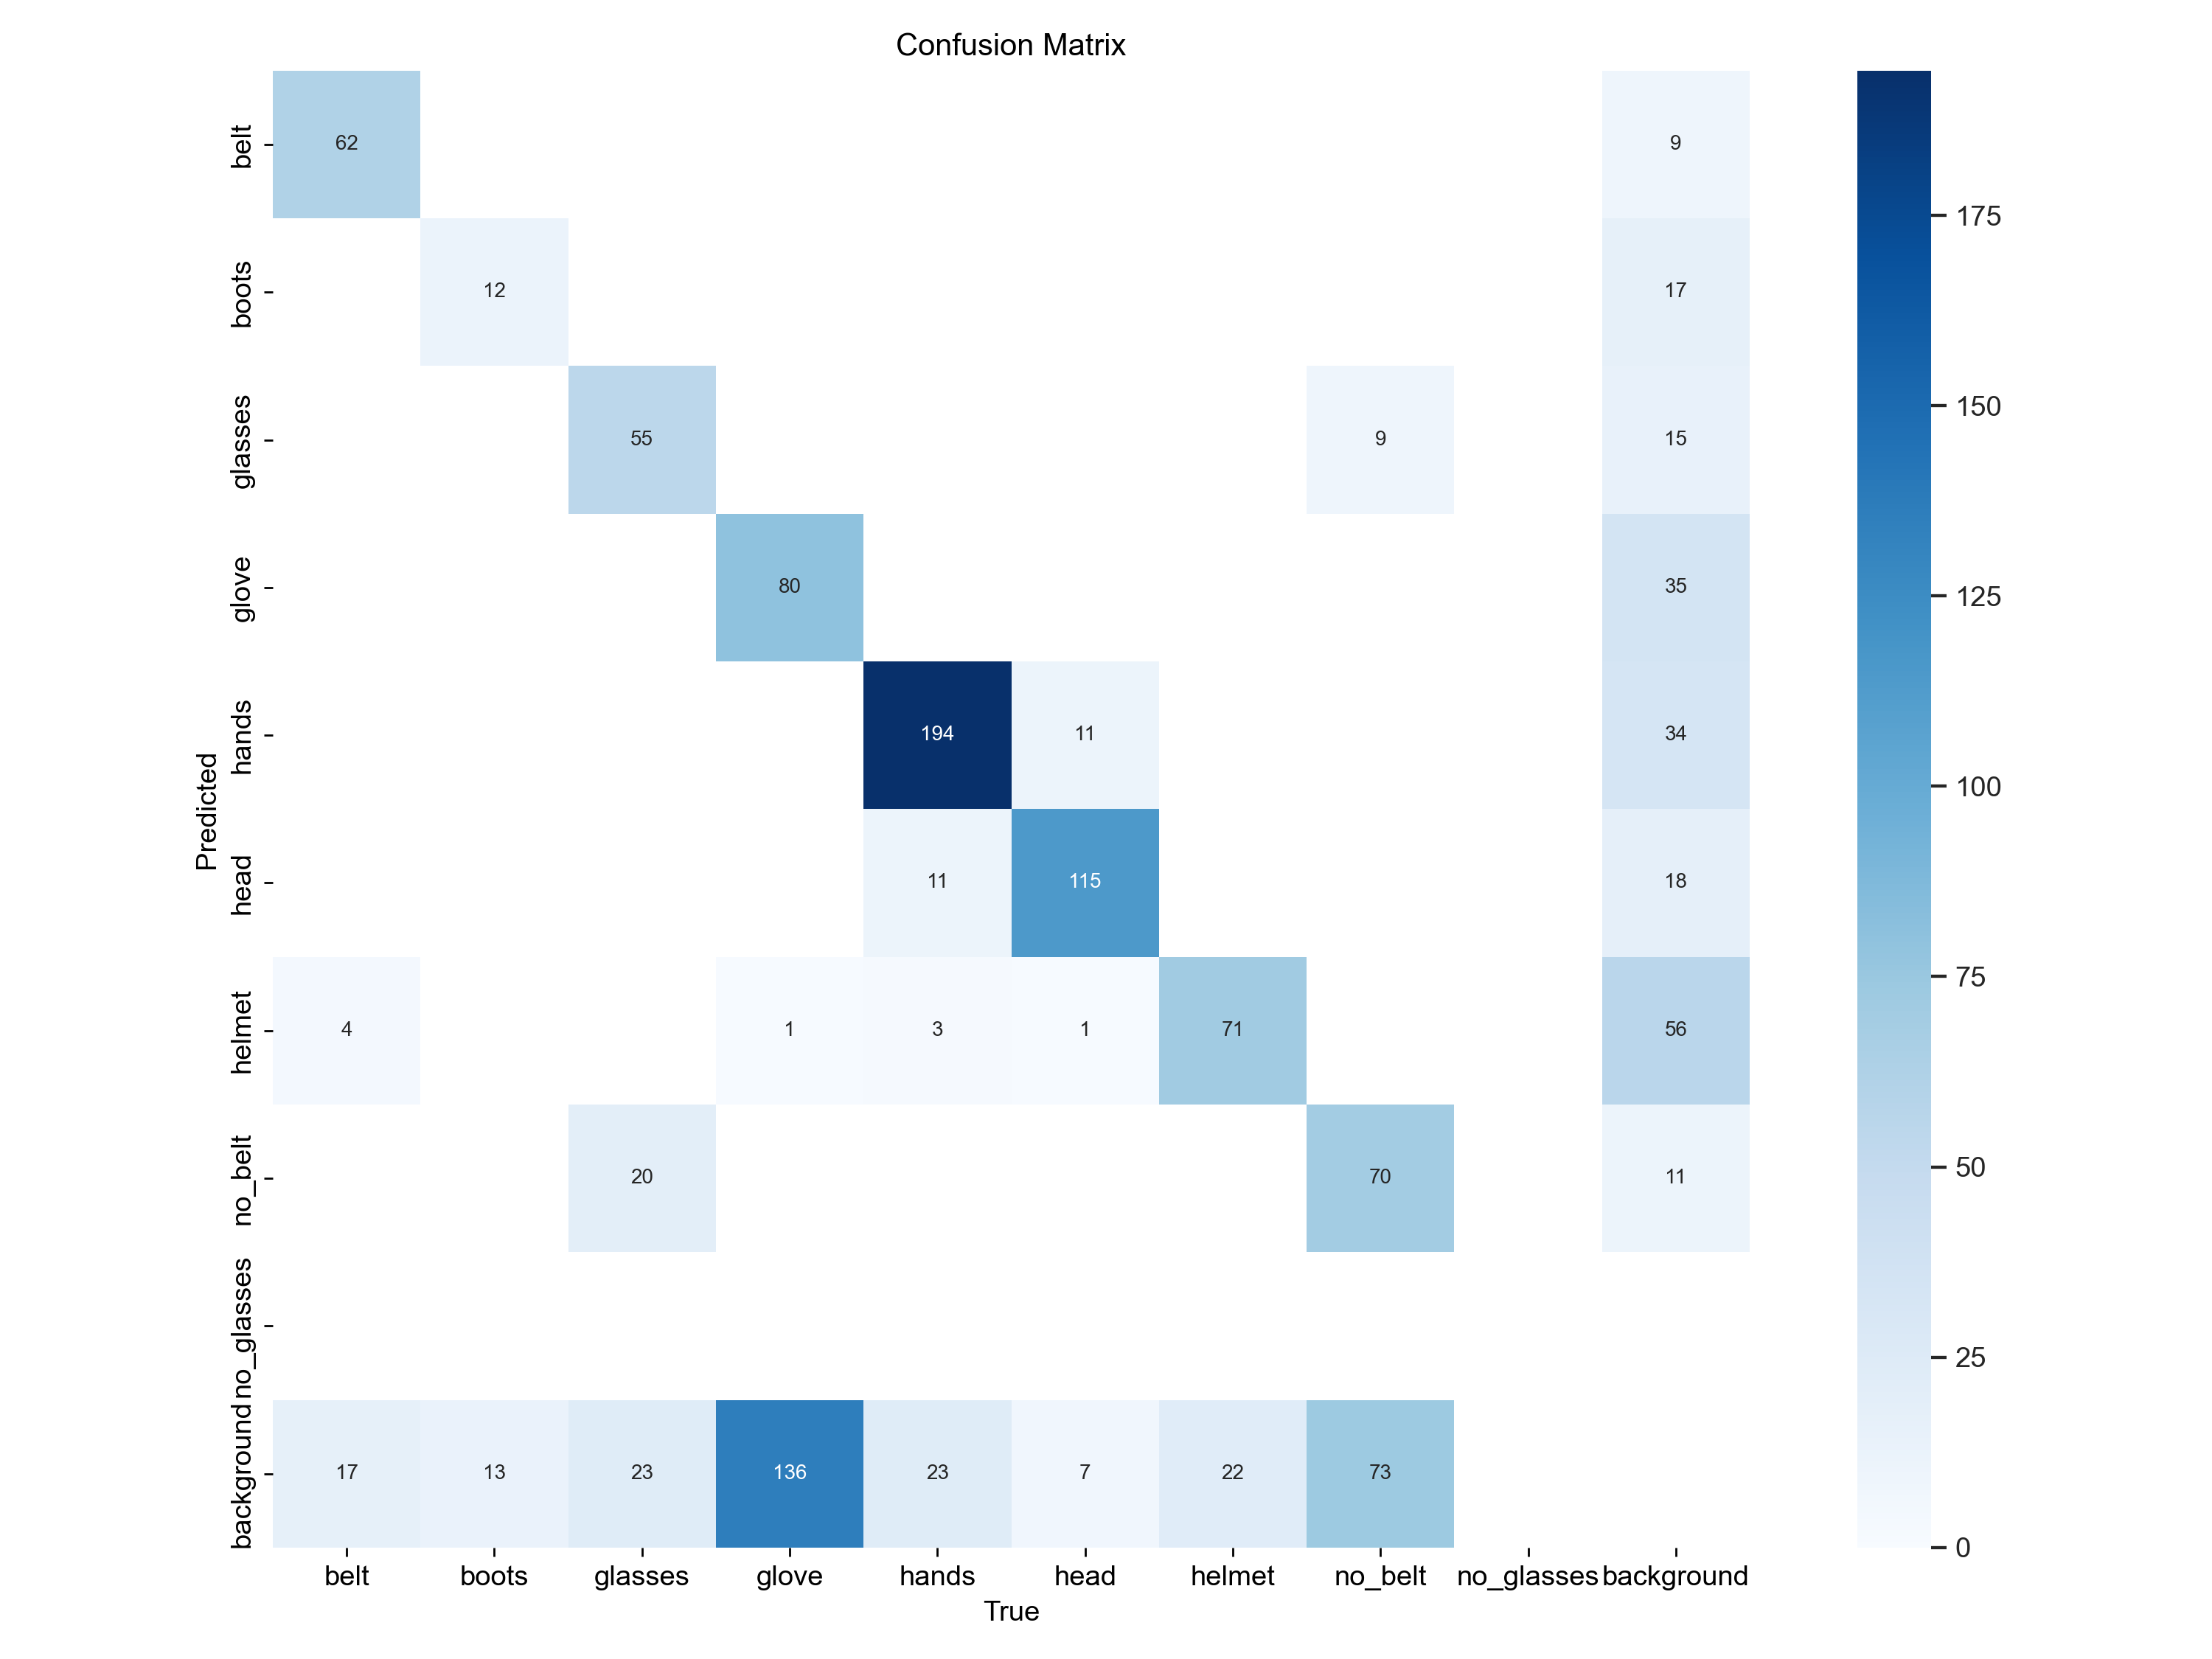 Confusion Matrix
Predicted
belt
62
9
175
boots
12
17
150
glasses
55
9
15
125
glove
80
35
hands
194
11
34
100
head
11
115
18
75
helmet
4
1
3
1
71
56
50
no_belt
20
70
11
no_glasses
25
background
17
13
23
136
23
7
22
73
0
belt
boots
glasses
glove
hands
head
helmet
no_belt
no_glasses
background
True